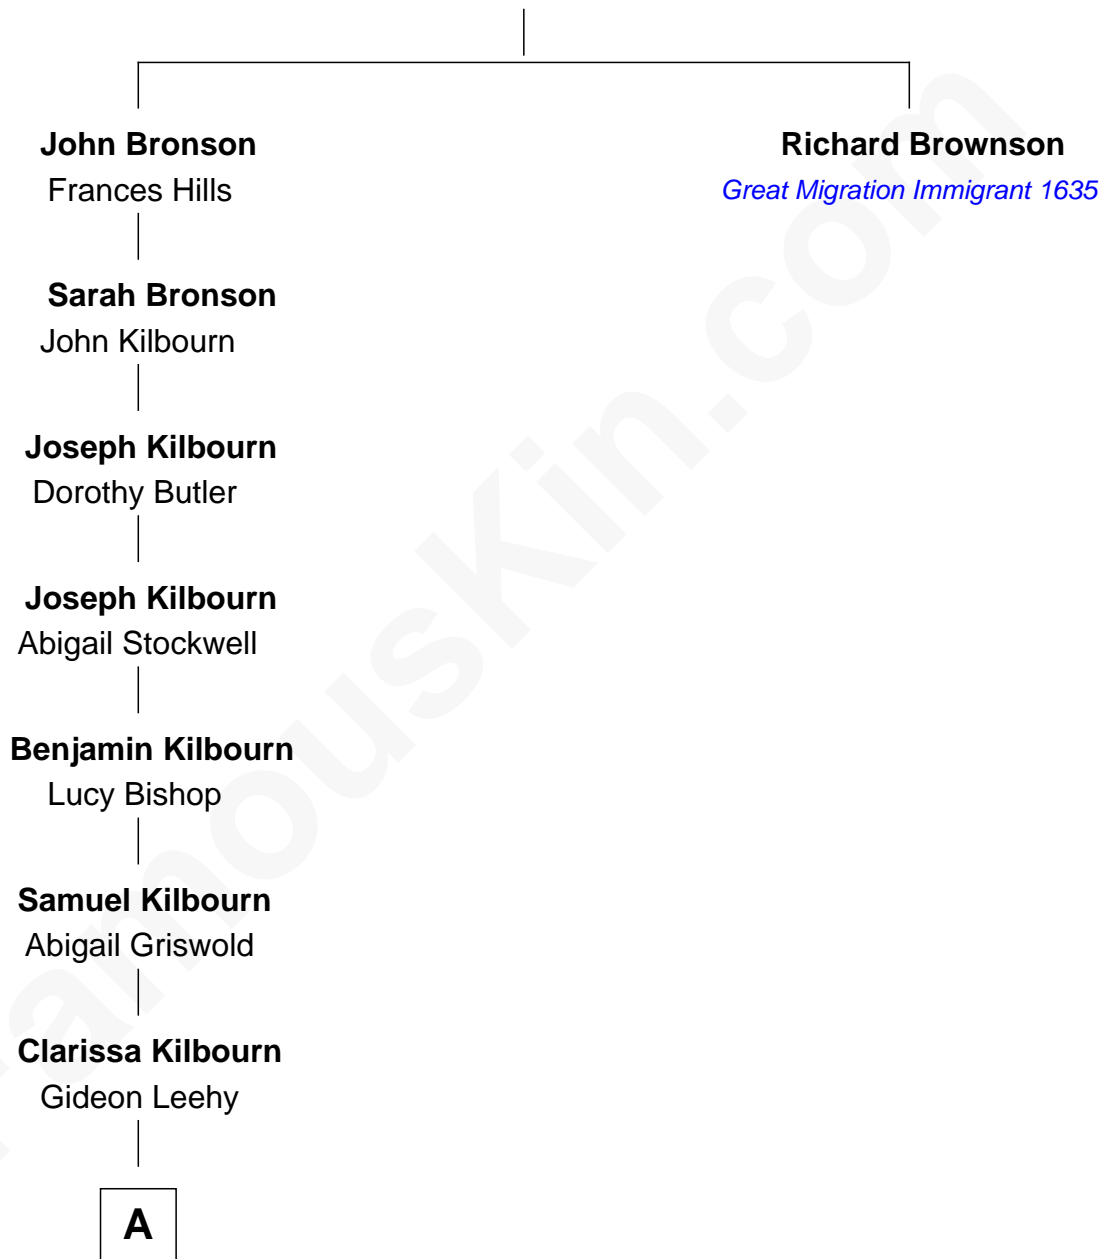 John Bronson
Frances Hills
Richard Brownson
Great Migration Immigrant 1635
Sarah Bronson
John Kilbourn
Joseph Kilbourn
Dorothy Butler
Joseph Kilbourn
Abigail Stockwell
Benjamin Kilbourn
Lucy Bishop
Samuel Kilbourn
Abigail Griswold
Clarissa Kilbourn
Gideon Leehy
A
FamousKin.com